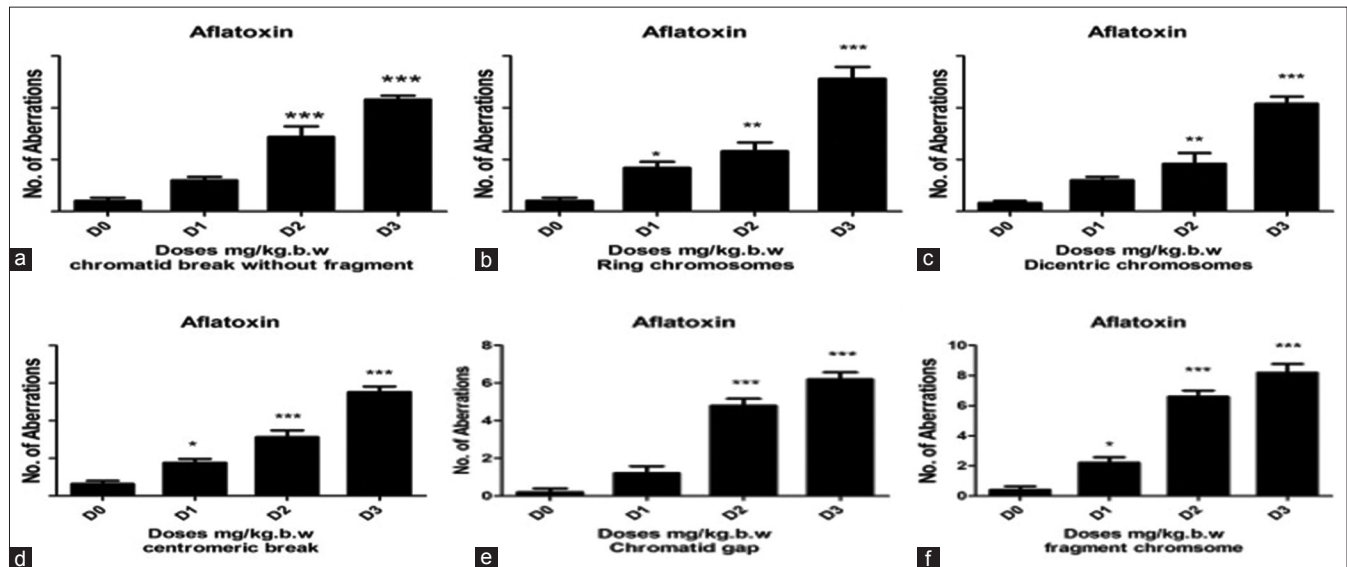 Aflatoxin
No. of Aberrations
***
***
D0 D1 D2 D3
Doses mg/kg.b.w
chromatid break without fragment
a
Aflatoxin
No. of Aberrations
***
**
*
D0 D1 D2 D3
Doses mg/kg.b.w
Ring chromosomes
b
Aflatoxin
No. of Aberrations
***
**
D0 D1 D2 D3
Doses mg/kg.b.w
Dicentric chromosomes
c
Aflatoxin
No. of Aberrations
***
***
*
D0 D1 D2 D3
Doses mg/kg.b.w
centromeric break
d
Aflatoxin
No. of Aberrations
8
6
4
2
0
***
***
D0 D1 D2 D3
Doses mg/kg.b.w
Chromatid gap
e
Aflatoxin
No. of Aberrations
10
8
6
4
2
0
***
***
*
D0 D1 D2 D3
Doses mg/kg.b.w
fragment chromsome
f